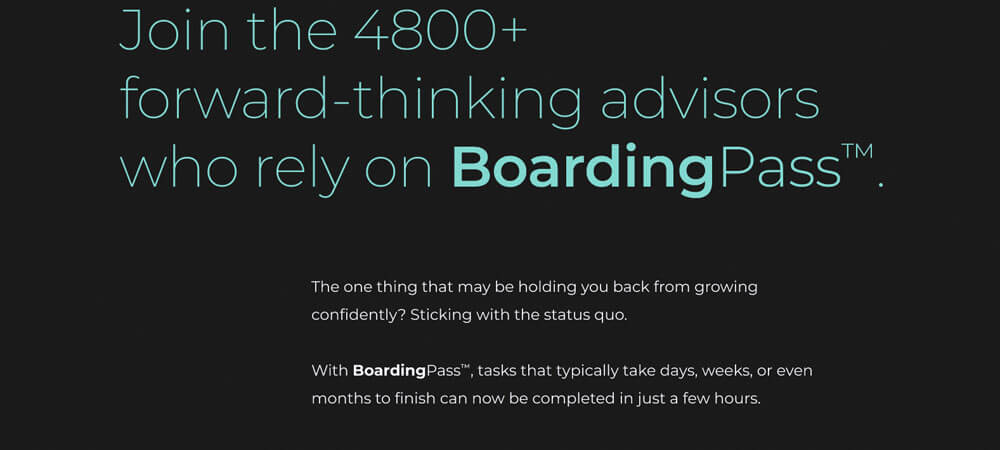 Join the 4800+
forward-thinking advisors
who rely on BoardingPass™.
The one thing that may be holding you back from growing
confidently? Sticking with the status quo.
With BoardingPass™, tasks that typically take days, weeks, or even
months to finish can now be completed in just a few hours.